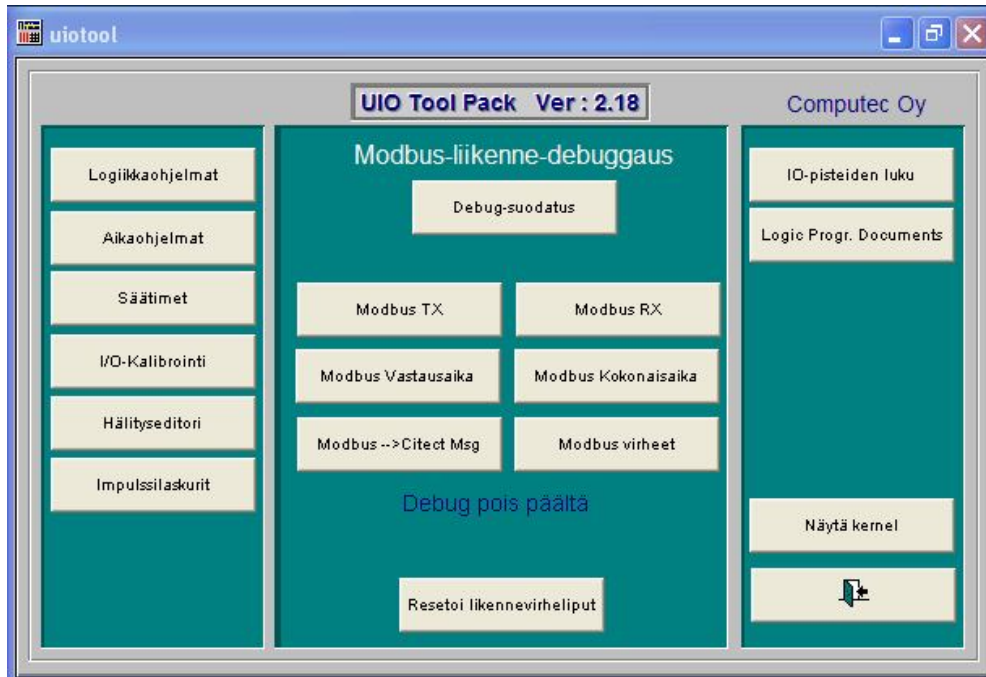 uiotool
UIO Tool Pack Ver : 2.18
Computec Oy
Logiikkaohjelmat
Aikaohjelmat
Säätimet
I/O-Kalibrointi
Hälityseditori
Impulssilaskurit
Modbus-liikenne-debuggaus
Debug-suodatus
Modbus TX
Modbus RX
Modbus Vastausaika
Modbus Kokonaisaika
Modbus -->Citect Msg
Modbus virheet
Debug pois päältä
Resetoi likennevirheliput
IO-pisteiden luku
Logic Progr. Documents
Näytä kernel